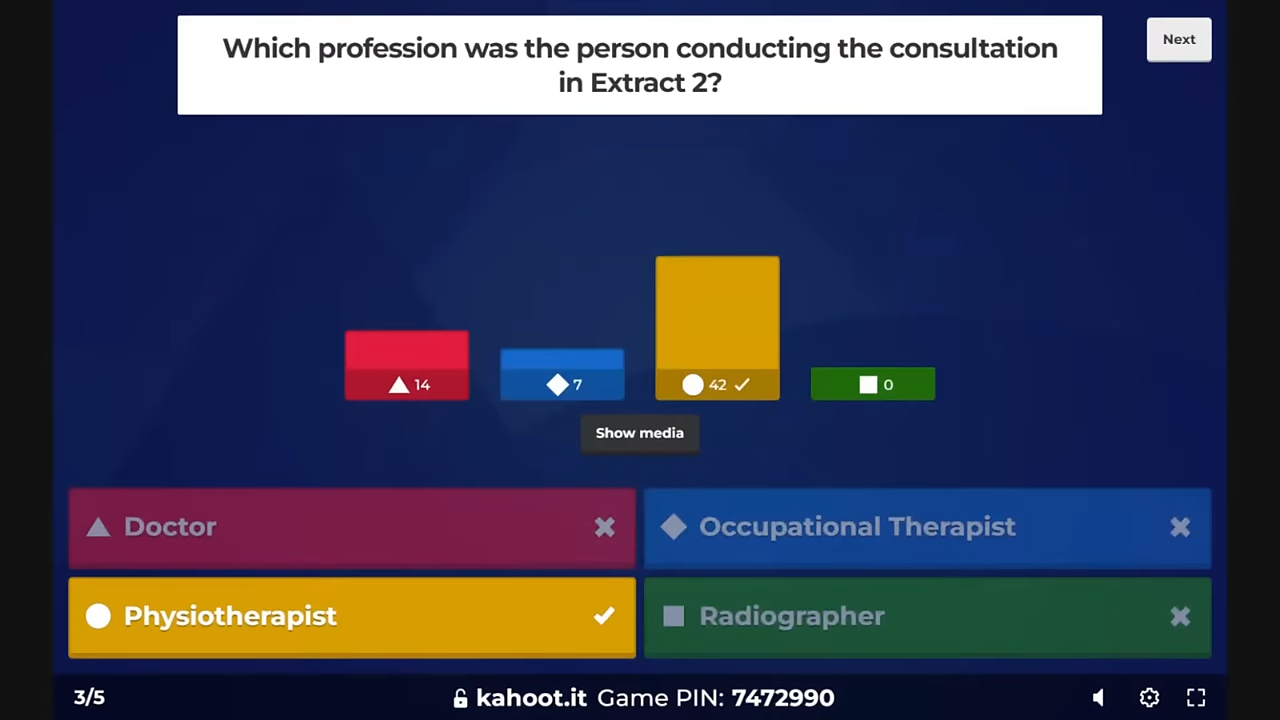 Which profession was the person conducting the consultation
in Extract 2?
Next
14
7
42
0
Show media
Doctor
Occupational Therapist
Physiotherapist
Radiographer
3/5
kahoot.it Game PIN: 7472990